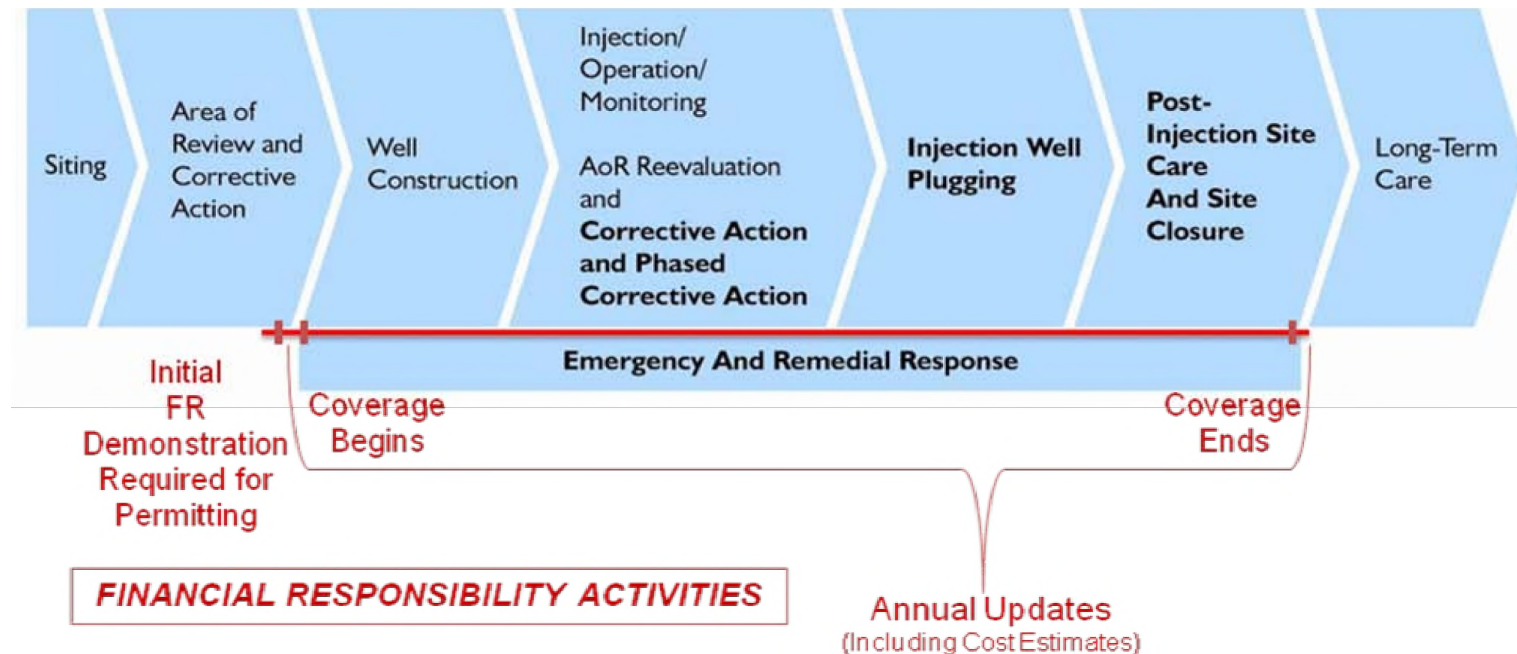 Siting
Area of
Review and
Corrective
Action
Well
Construction
Injection/
Operation/
Monitoring
AoR Reevaluation
and
Corrective Action
and Phased
Corrective Action
Injection Well
Plugging
Post-
Injection Site
Care
And Site
Closure
Long-Term
Care
Emergency And Remedial Response
Initial
FR
Demonstration
Required for
Permitting
Coverage
Begins
Coverage
Ends
FINANCIAL RESPONSIBILITY ACTIVITIES
Annual Updates
(Including Cost Estimates)